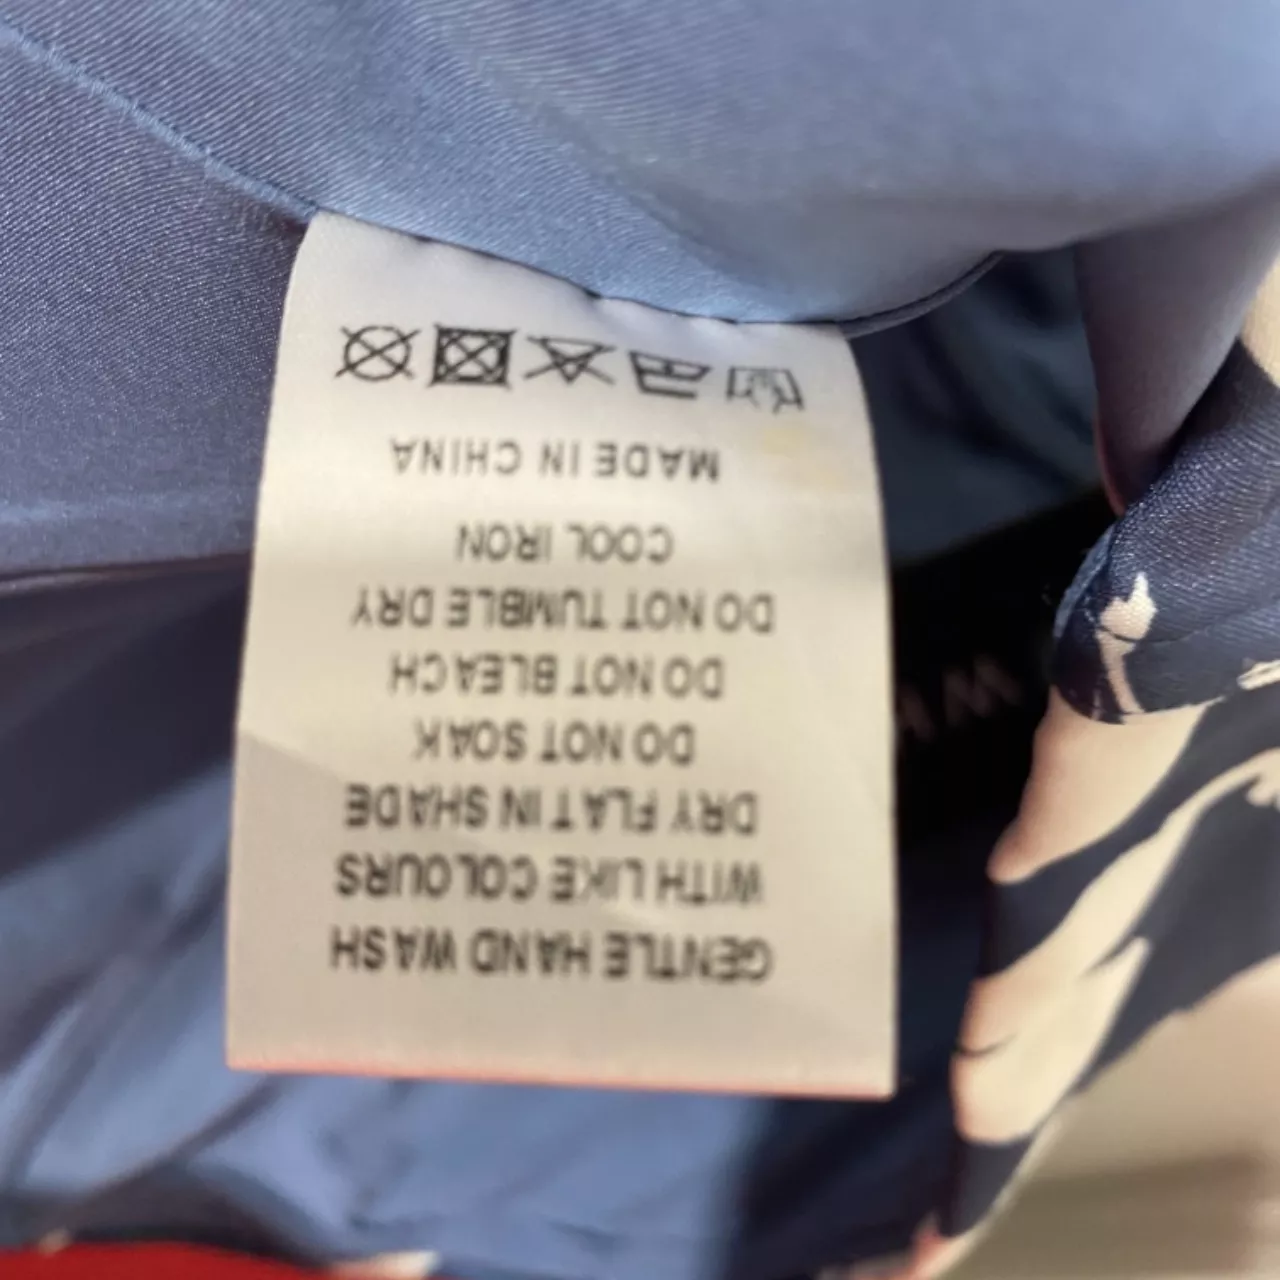 GENTLE HAND WASH
WITH LIKE COLOURS
DRY FLAT IN SHADE
DO NOT SOAK
DO NOT BLEACH
DO NOT TUMBLE DRY
COOL IRON
MADE IN CHINA